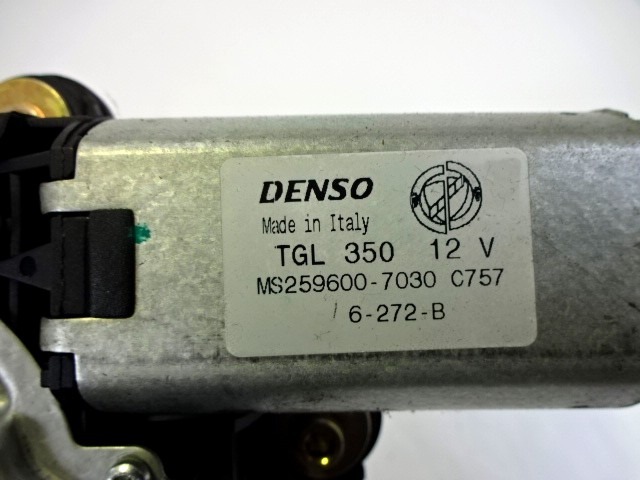 DENSO
Made in Italy
TGL 350 12 V
MS259600-7030 C757
6-272-B